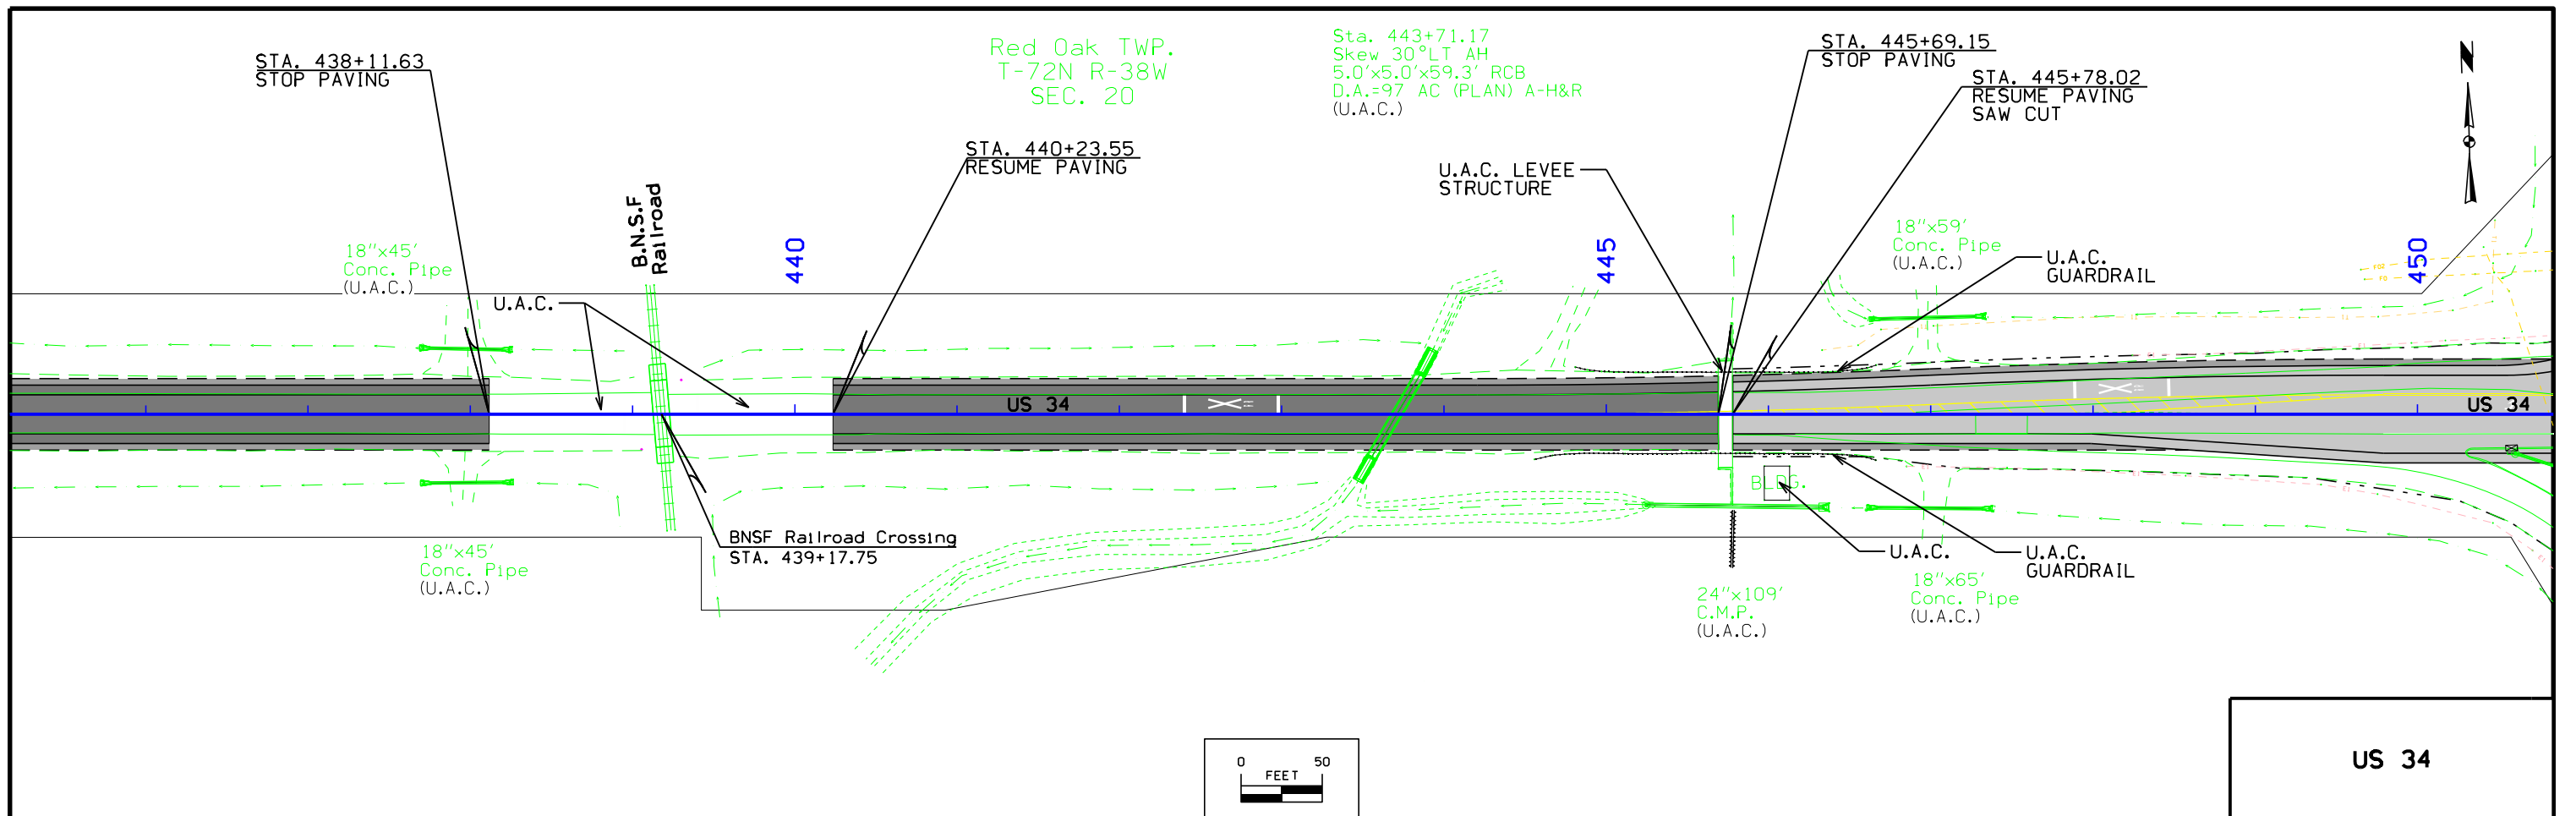 STA. 438+11.63
STOP PAVING
Red Oak TWP.
T-72N R-38W
SEC. 20
Sta. 443+71.17
Skew 30°LT AH
5.0'x5.0'x59.3' RCB
D.A.=97 AC (PLAN) A-H&R
(U.A.C.)
STA. 445+69.15
STOP PAVING
STA. 445+78.02
RESUME PAVING
SAW CUT
N
STA. 440+23.55
RESUME PAVING
U.A.C. LEVEE
STRUCTURE
B.N.S.F
Railroad
18"x45'
Conc. Pipe
(U.A.C.)
U.A.C.
440
445
18"x59'
Conc. Pipe
(U.A.C.)
U.A.C.
GUARDRAIL
450
US 34
US 34
BLDG.
BNSF Railroad Crossing
STA. 439+17.75
18"x45'
Conc. Pipe
(U.A.C.)
U.A.C.
U.A.C.
GUARDRAIL
24"x109'
C.M.P.
(U.A.C.)
18"x65'
Conc. Pipe
(U.A.C.)
0 50
FEET
US 34